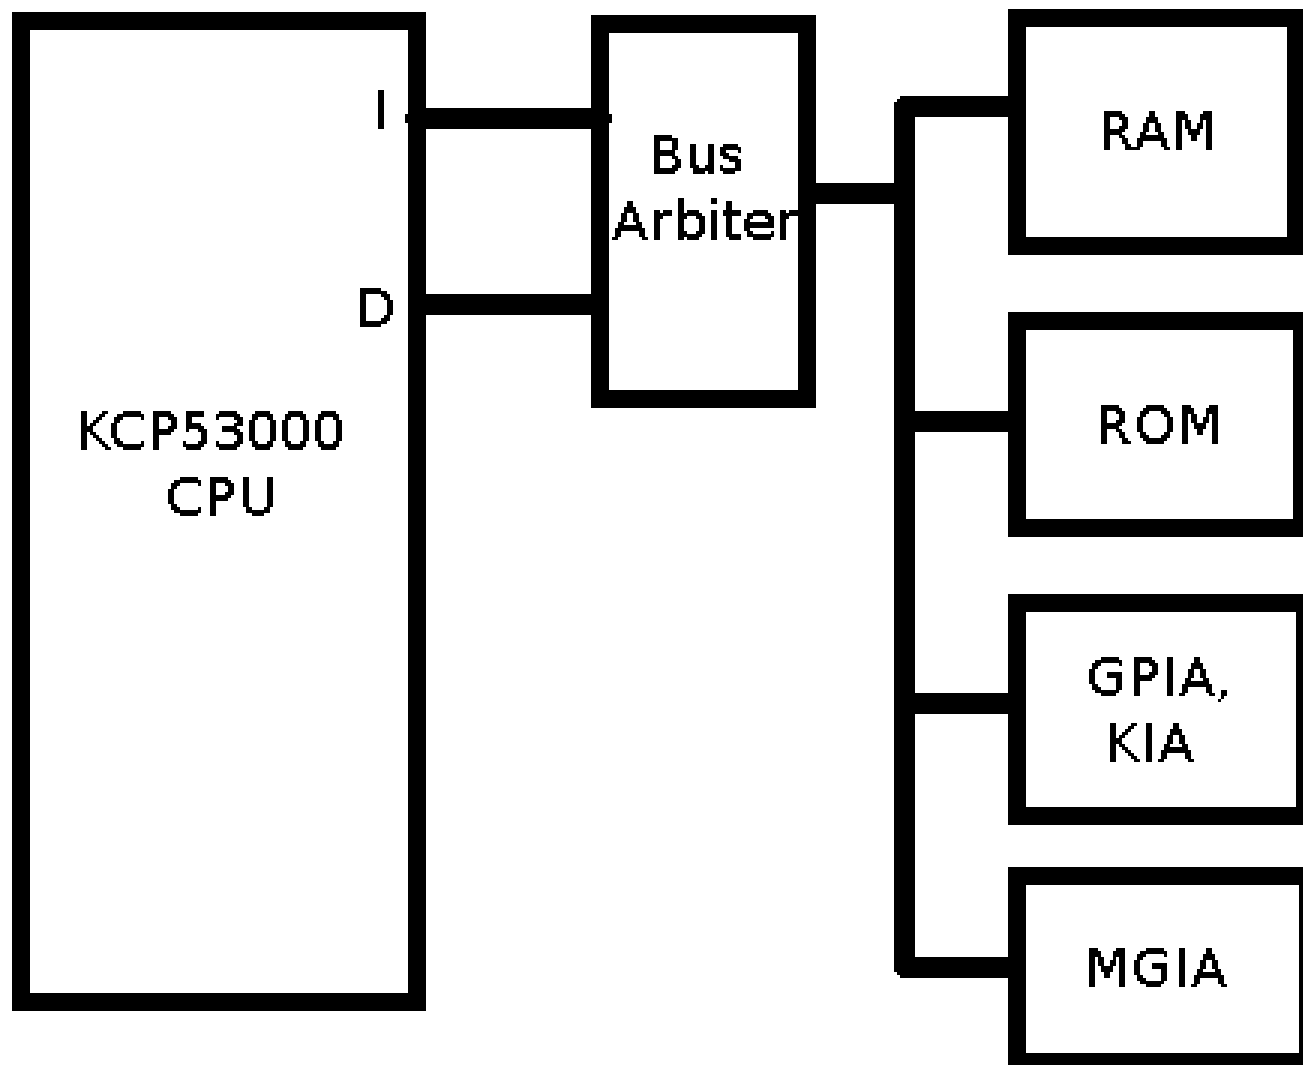 I
D
KCP53000
CPU
Bus
Arbiter
RAM
ROM
GPIA,
KIA
MGIA